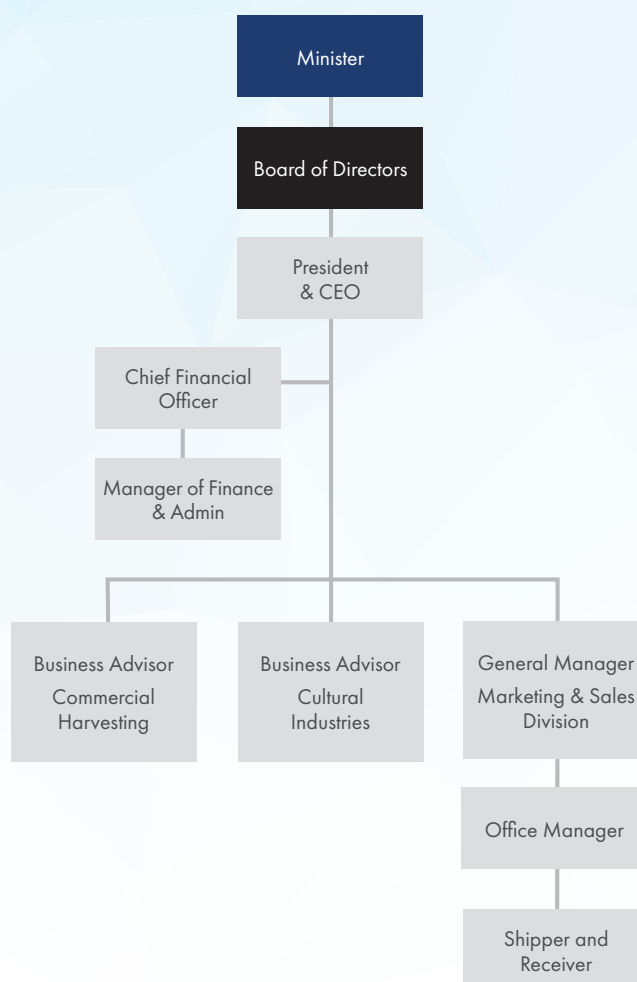 Minister
Board of Directors
President
& CEO
Chief Financial
Officer
Manager of Finance
& Admin
Business Advisor
Commercial
Harvesting
Business Advisor
Cultural
Industries
General Manager
Marketing & Sales
Division
Office Manager
Shipper and
Receiver